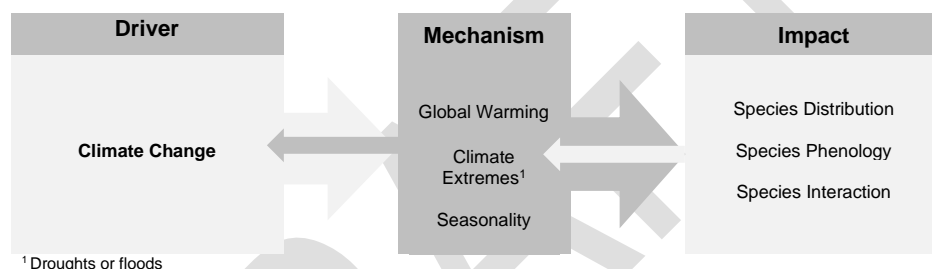 Driver
Mechanism
Impact
Climate Change
Global Warming
Climate
Extremes¹
Seasonality
Species Distribution
Species Phenology
Species Interaction
¹ Droughts or floods